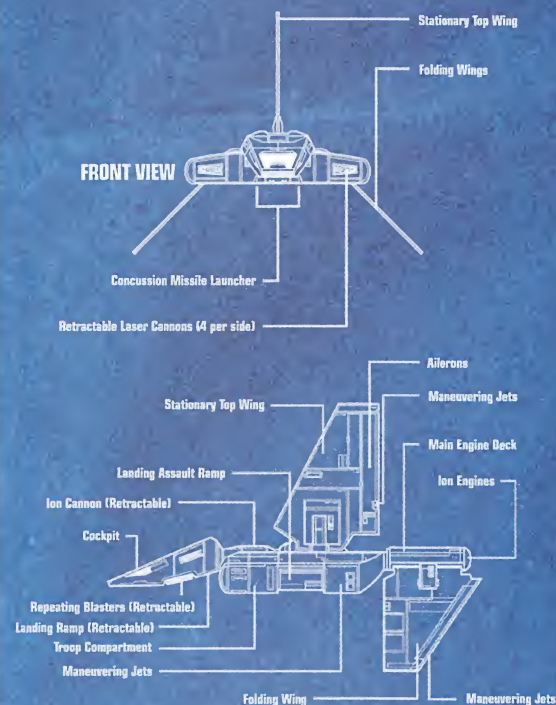 Stationary Top Wing
Folding Wings
FRONT VIEW
Concussion Missile Launcher
Retractable Laser Cannons (4 per side)
Ailerons
Stationary Top Wing
Maneuvering Jets
Main Engine Deck
Landing Assault Ramp
Ion Engines
Ion Cannon (Retractable)
Cockpit
Repeating Blasters (Retractable)
Landing Ramp (Retractable)
Troop Compartment
Maneuvering Jets
Folding Wing
Maneuvering Jets